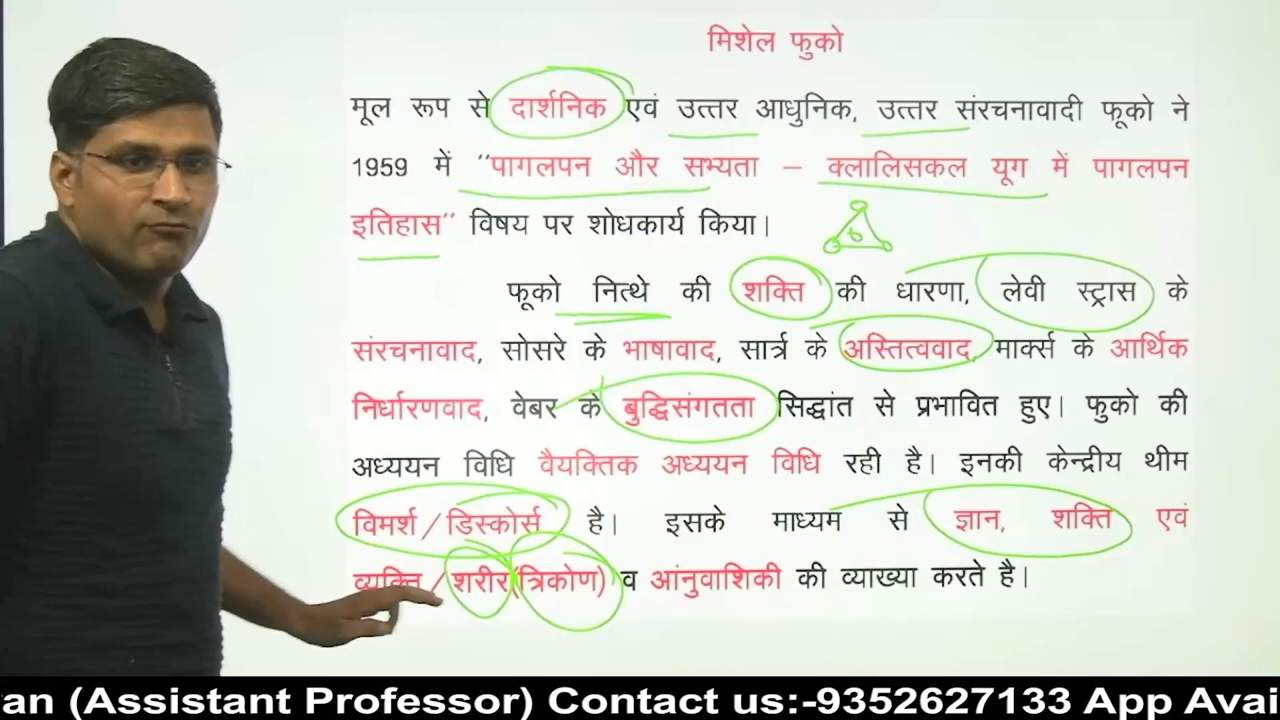 मिशेल फुको
मूल रूप से दार्शनिक एवं उत्तर आधुनिक, उत्तर संरचनावादी फूको ने
1959 में "पागलपन और सभ्यता – क्लालिसकल यूग में पागलपन
इतिहास" विषय पर शोधकार्य किया।
फूको नित्थे की शक्ति की धारणा, लेवी स्ट्रास के
संरचनावाद, सोसरे के भाषावाद, सार्त्र के अस्तित्ववाद, मार्क्स के आर्थिक
निर्धारणवाद, वेबर के बुद्धिसंगतता सिद्धांत से प्रभावित हुए। फुको की
अध्ययन विधि वैयक्तिक अध्ययन विधि रही है। इनकी केन्द्रीय थीम
विमर्श/डिस्कोर्स है। इसके माध्यम से ज्ञान, शक्ति एवं
व्यक्ति/शरीर(त्रिकोण) व आंनुवाशिकी की व्याख्या करते है।
(Assistant Professor) Contact us:-9352627133 App